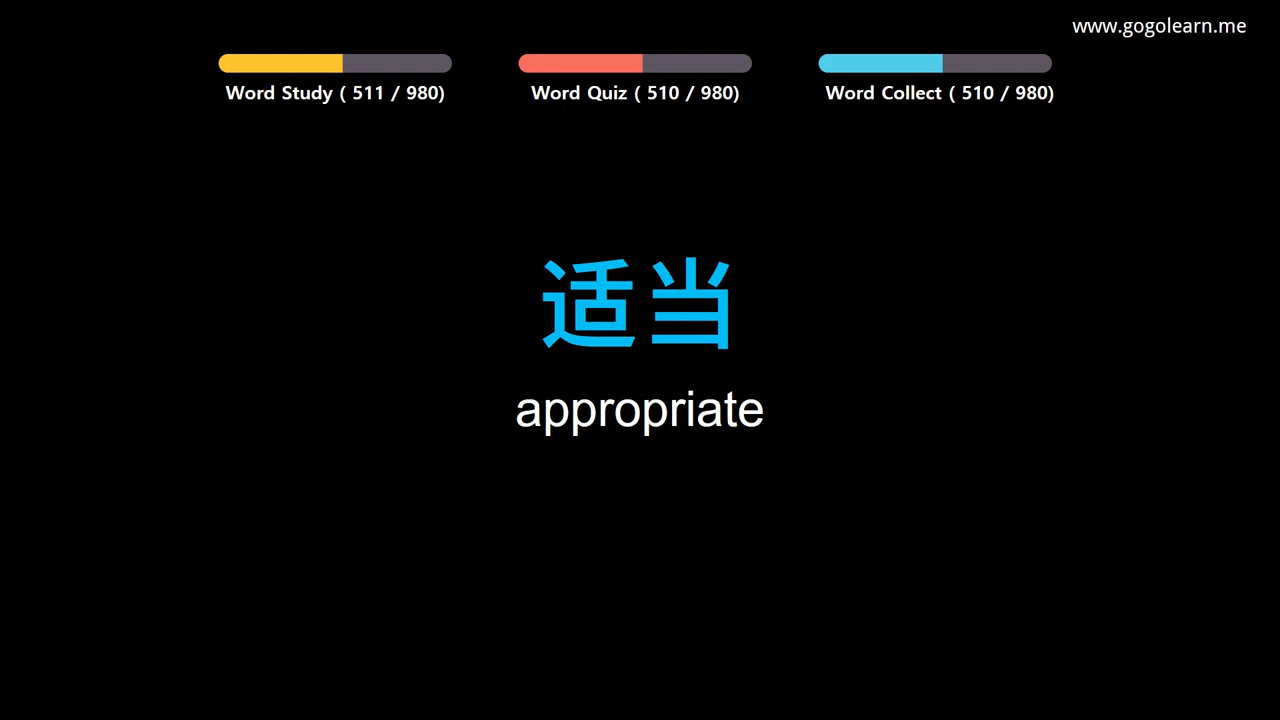 www.gogolearn.me
Word Study ( 511 / 980)
Word Quiz ( 510 / 980)
Word Collect ( 510 / 980)
适当
appropriate